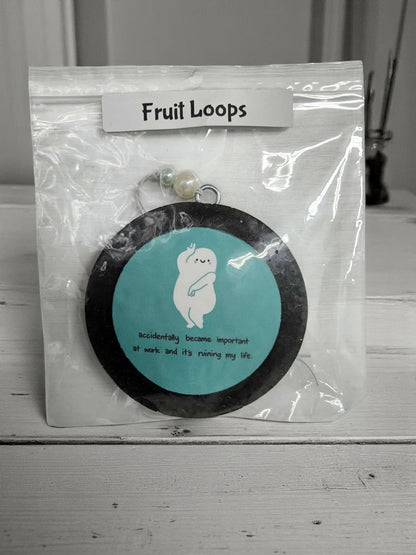 Fruit Loops
accidentally became important
at work and it's ruining my life.